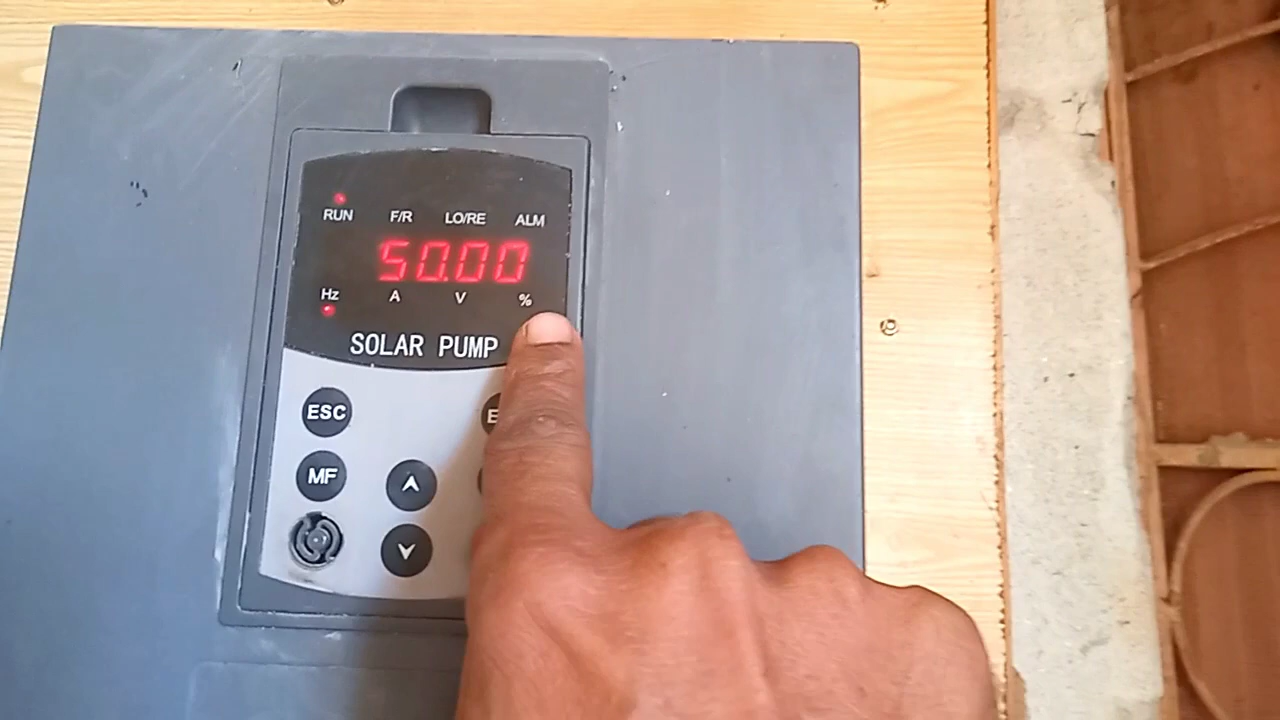 RUN F/R LO/RE ALM
50.00
Hz A V %
SOLAR PUMP
ESC
MF